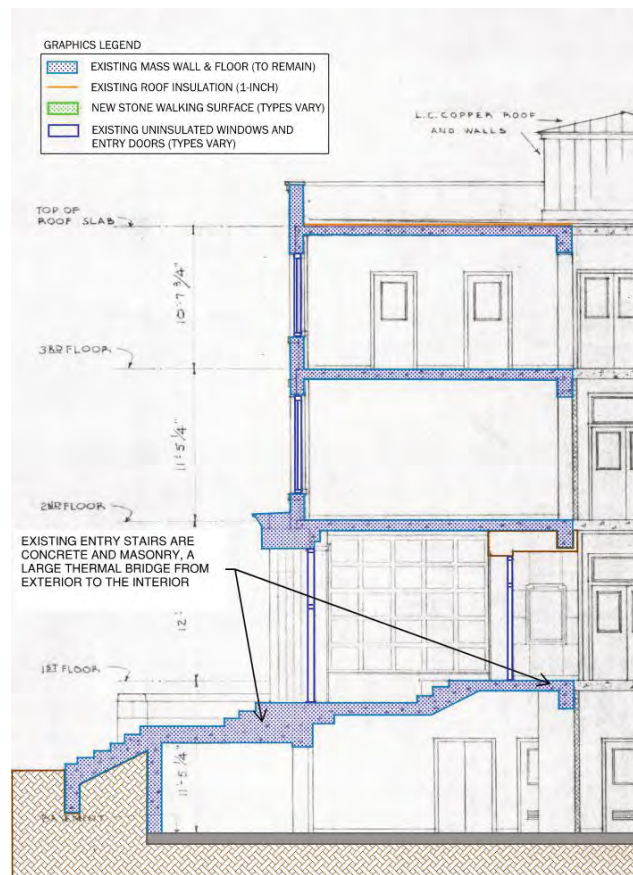 GRAPHICS LEGEND
EXISTING MASS WALL & FLOOR (TO REMAIN)
EXISTING ROOF INSULATION (1-INCH)
NEW STONE WALKING SURFACE (TYPES VARY)
EXISTING UNINSULATED WINDOWS AND
ENTRY DOORS (TYPES VARY)
L.C. COPPER ROOF
AND WALLS
TOP OF
ROOF SLAB
10'-7 3/4"
3RD FLOOR
11'-5 1/4"
2ND FLOOR
EXISTING ENTRY STAIRS ARE
CONCRETE AND MASONRY, A
LARGE THERMAL BRIDGE FROM
EXTERIOR TO THE INTERIOR
12'
1ST FLOOR
11'-5 1/4"
BASEMENT